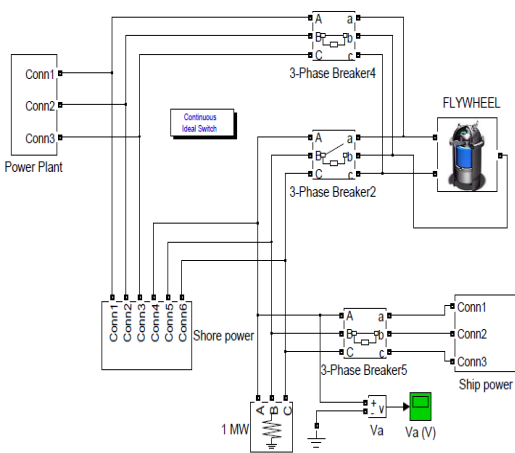 A a
B b
C c
3-Phase Breaker4
Conn1
Conn2
Conn3
Power Plant
Continuous
Ideal Switch
FLYWHEEL
A a
B b
C c
3-Phase Breaker2
Conn1
Conn2
Conn3
Conn4
Conn5
Conn6
Shore power
A a
B b
C c
3-Phase Breaker5
Conn1
Conn2
Conn3
Ship power
A
B
C
1 MW
+
-
v
Va
Va (V)